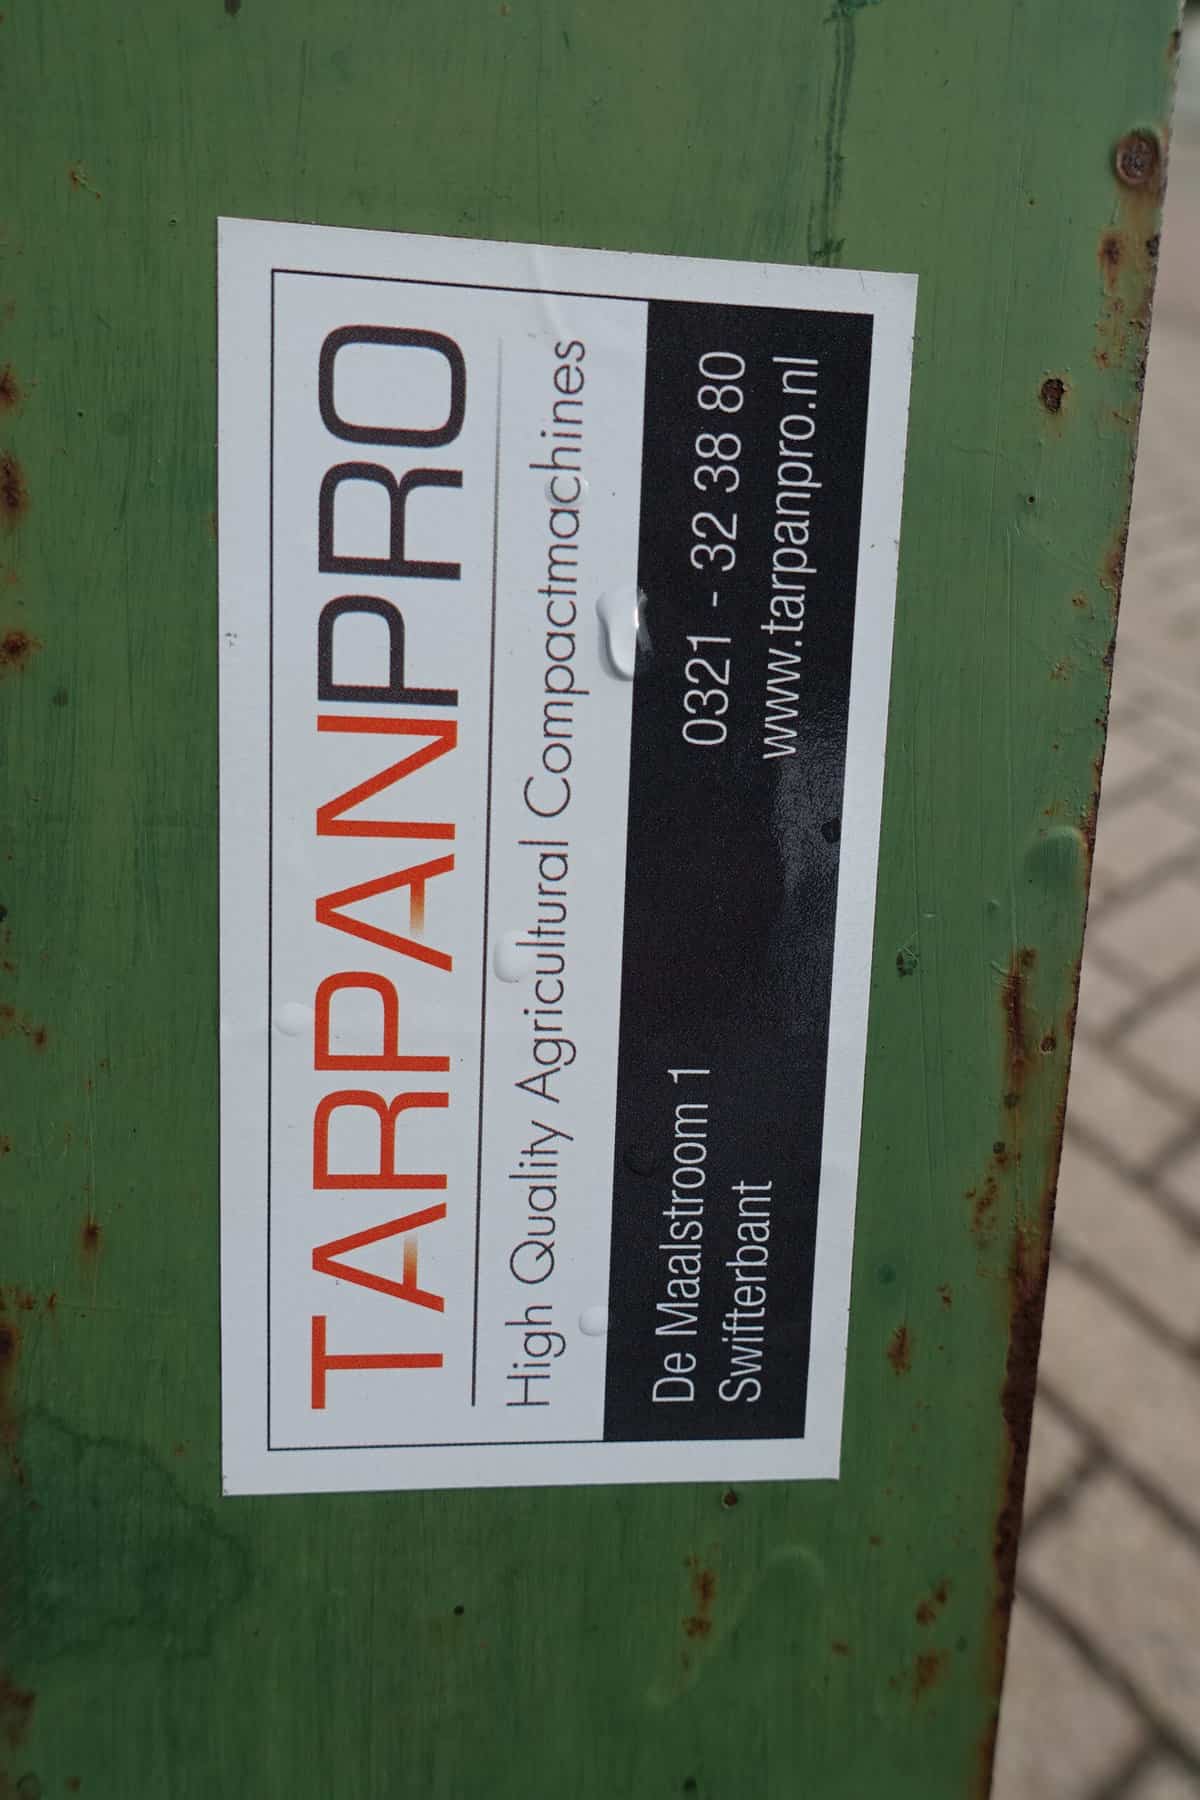 TARPANPRO
High Quality Agricultural Compactmachines
De Maalstroom 1
Swifterbant
0321 - 32 38 80
www.tarpanpro.nl